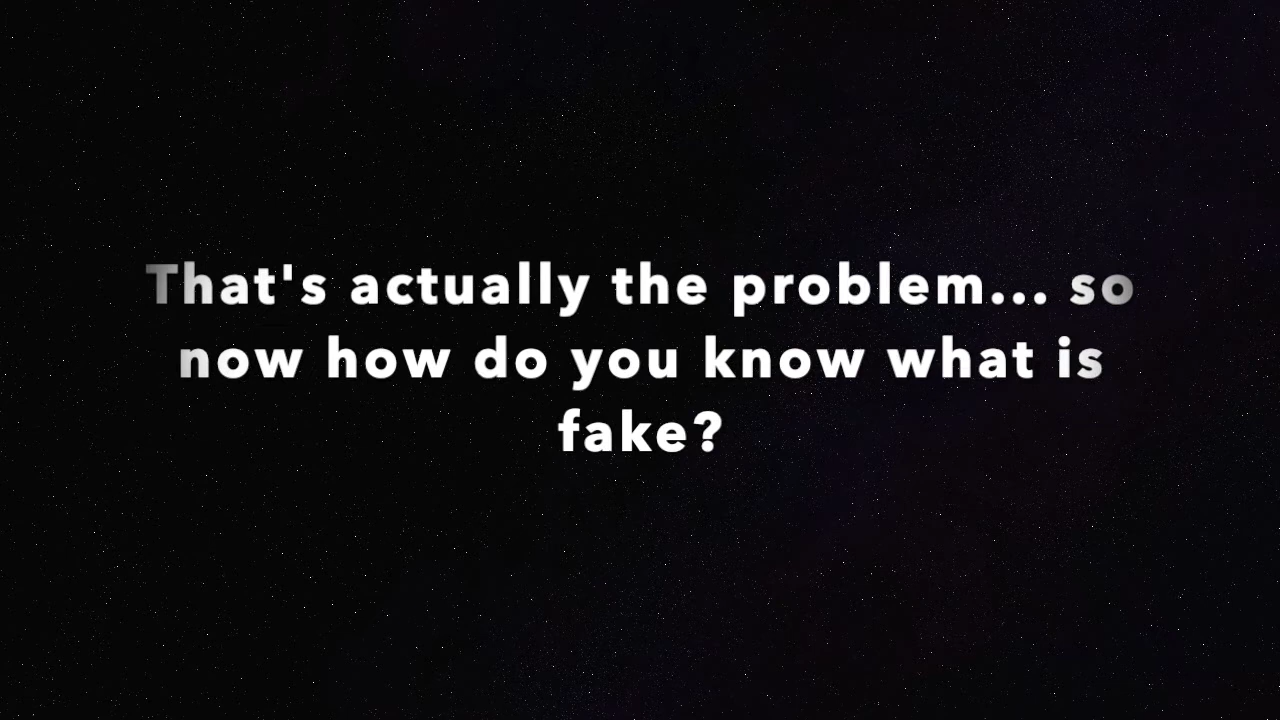 That's actually the problem... so
now how do you know what is
fake?